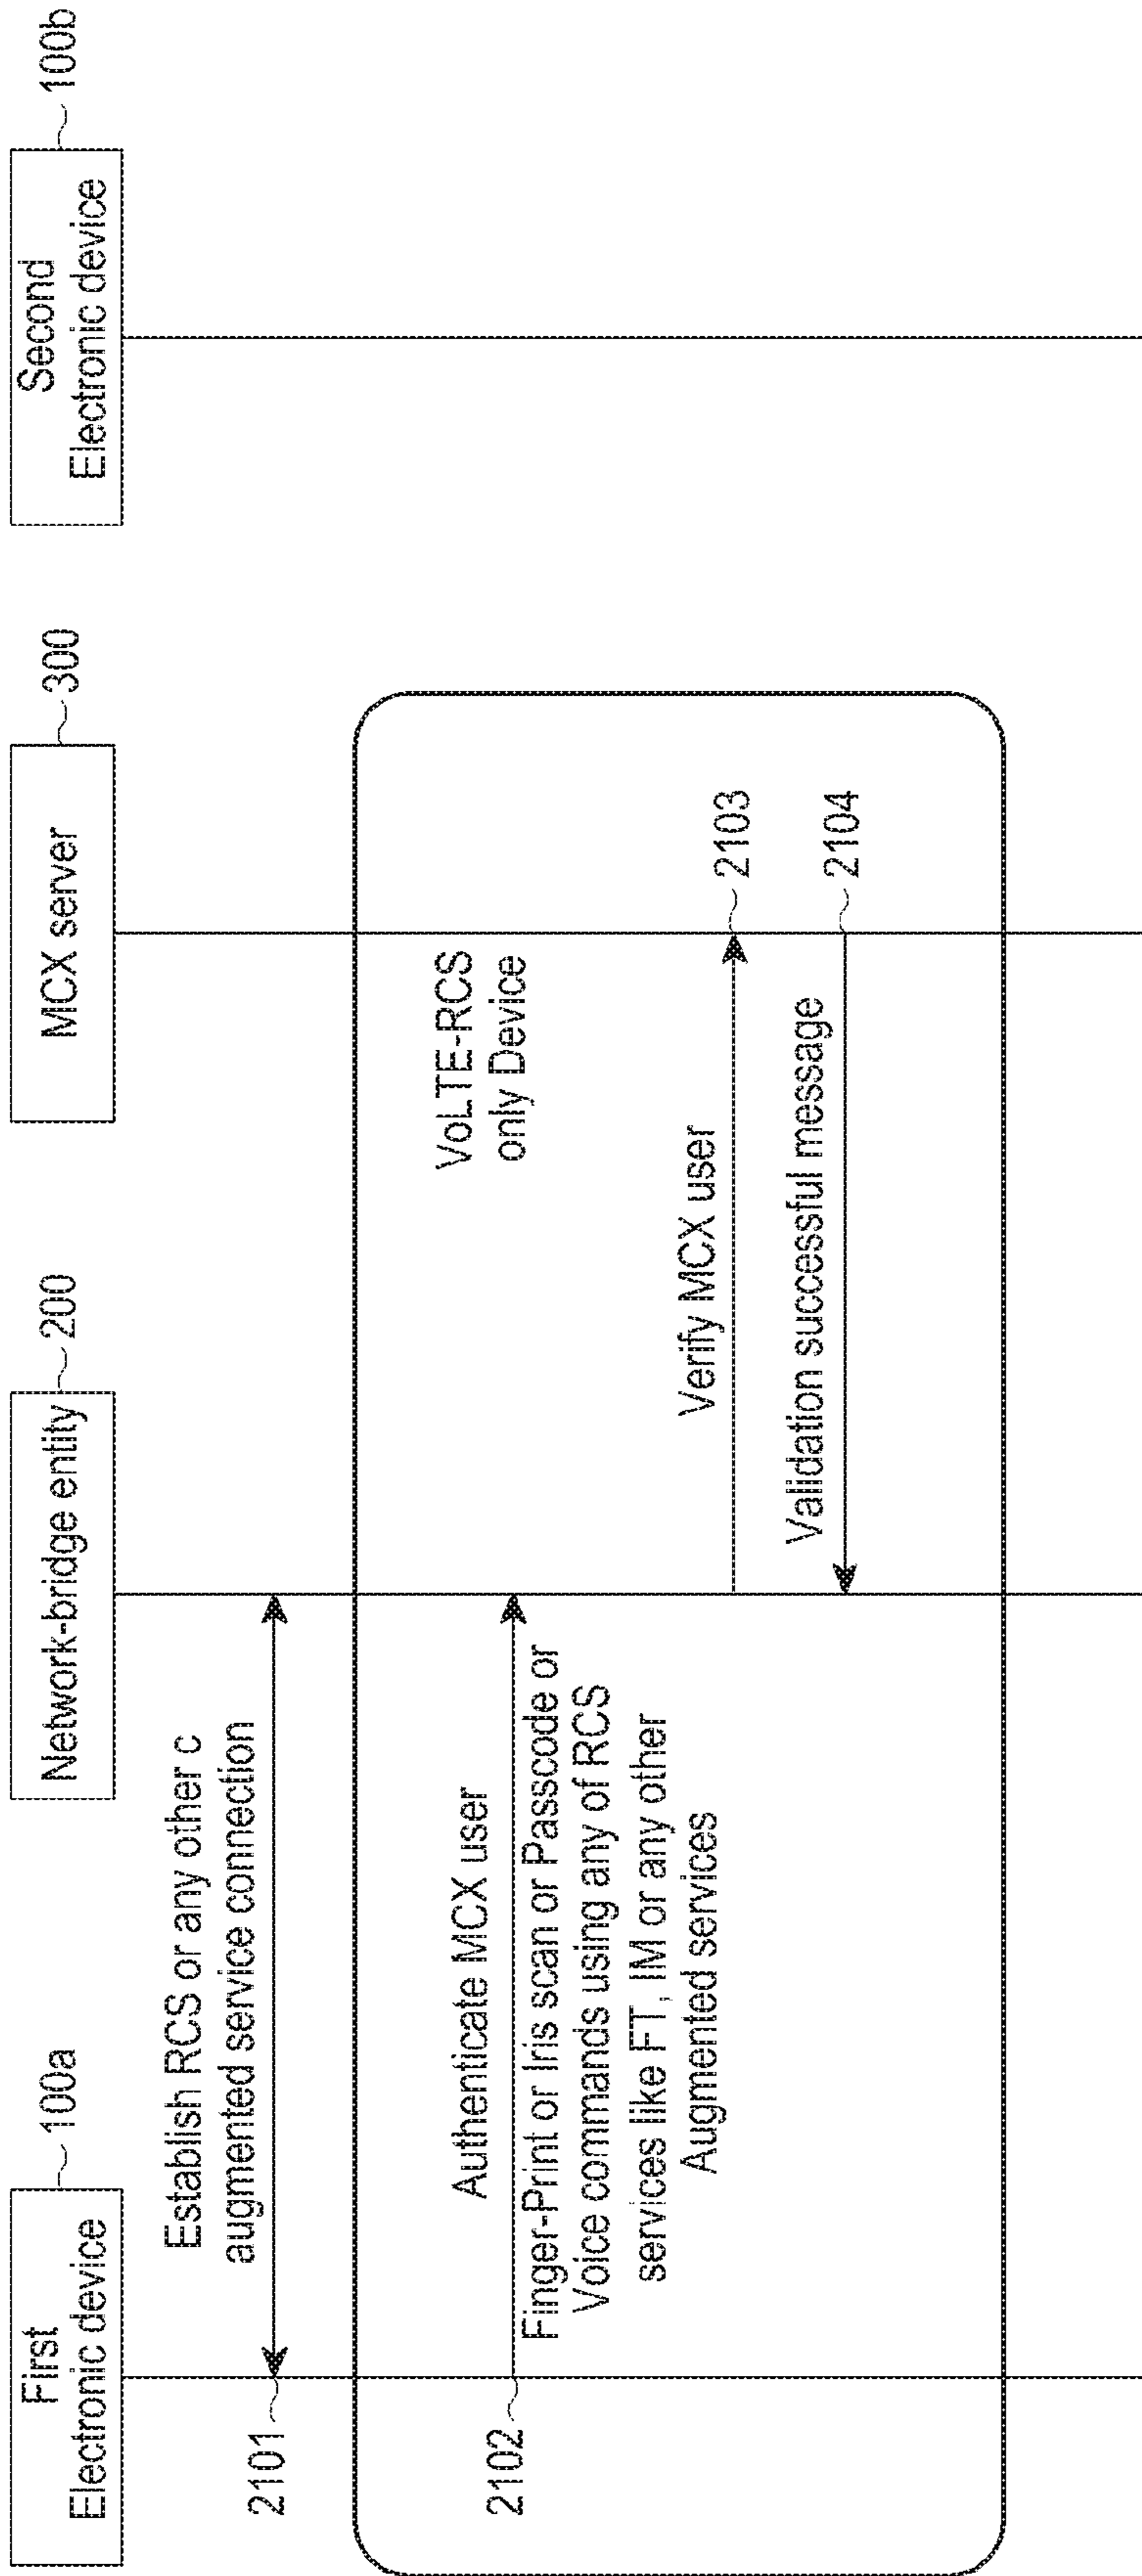 First
Electronic device
100a
Network-bridge entity
200
MCX server
300
Second
Electronic device
100b
Establish RCS or any other c
augmented service connection
2101
VoLTE-RCS
only Device
Authenticate MCX user
2102
Finger-Print or Iris scan or Passcode or
Voice commands using any of RCS
services like FT, IM or any other
Augmented services
Verify MCX user
2103
Validation successful message
2104